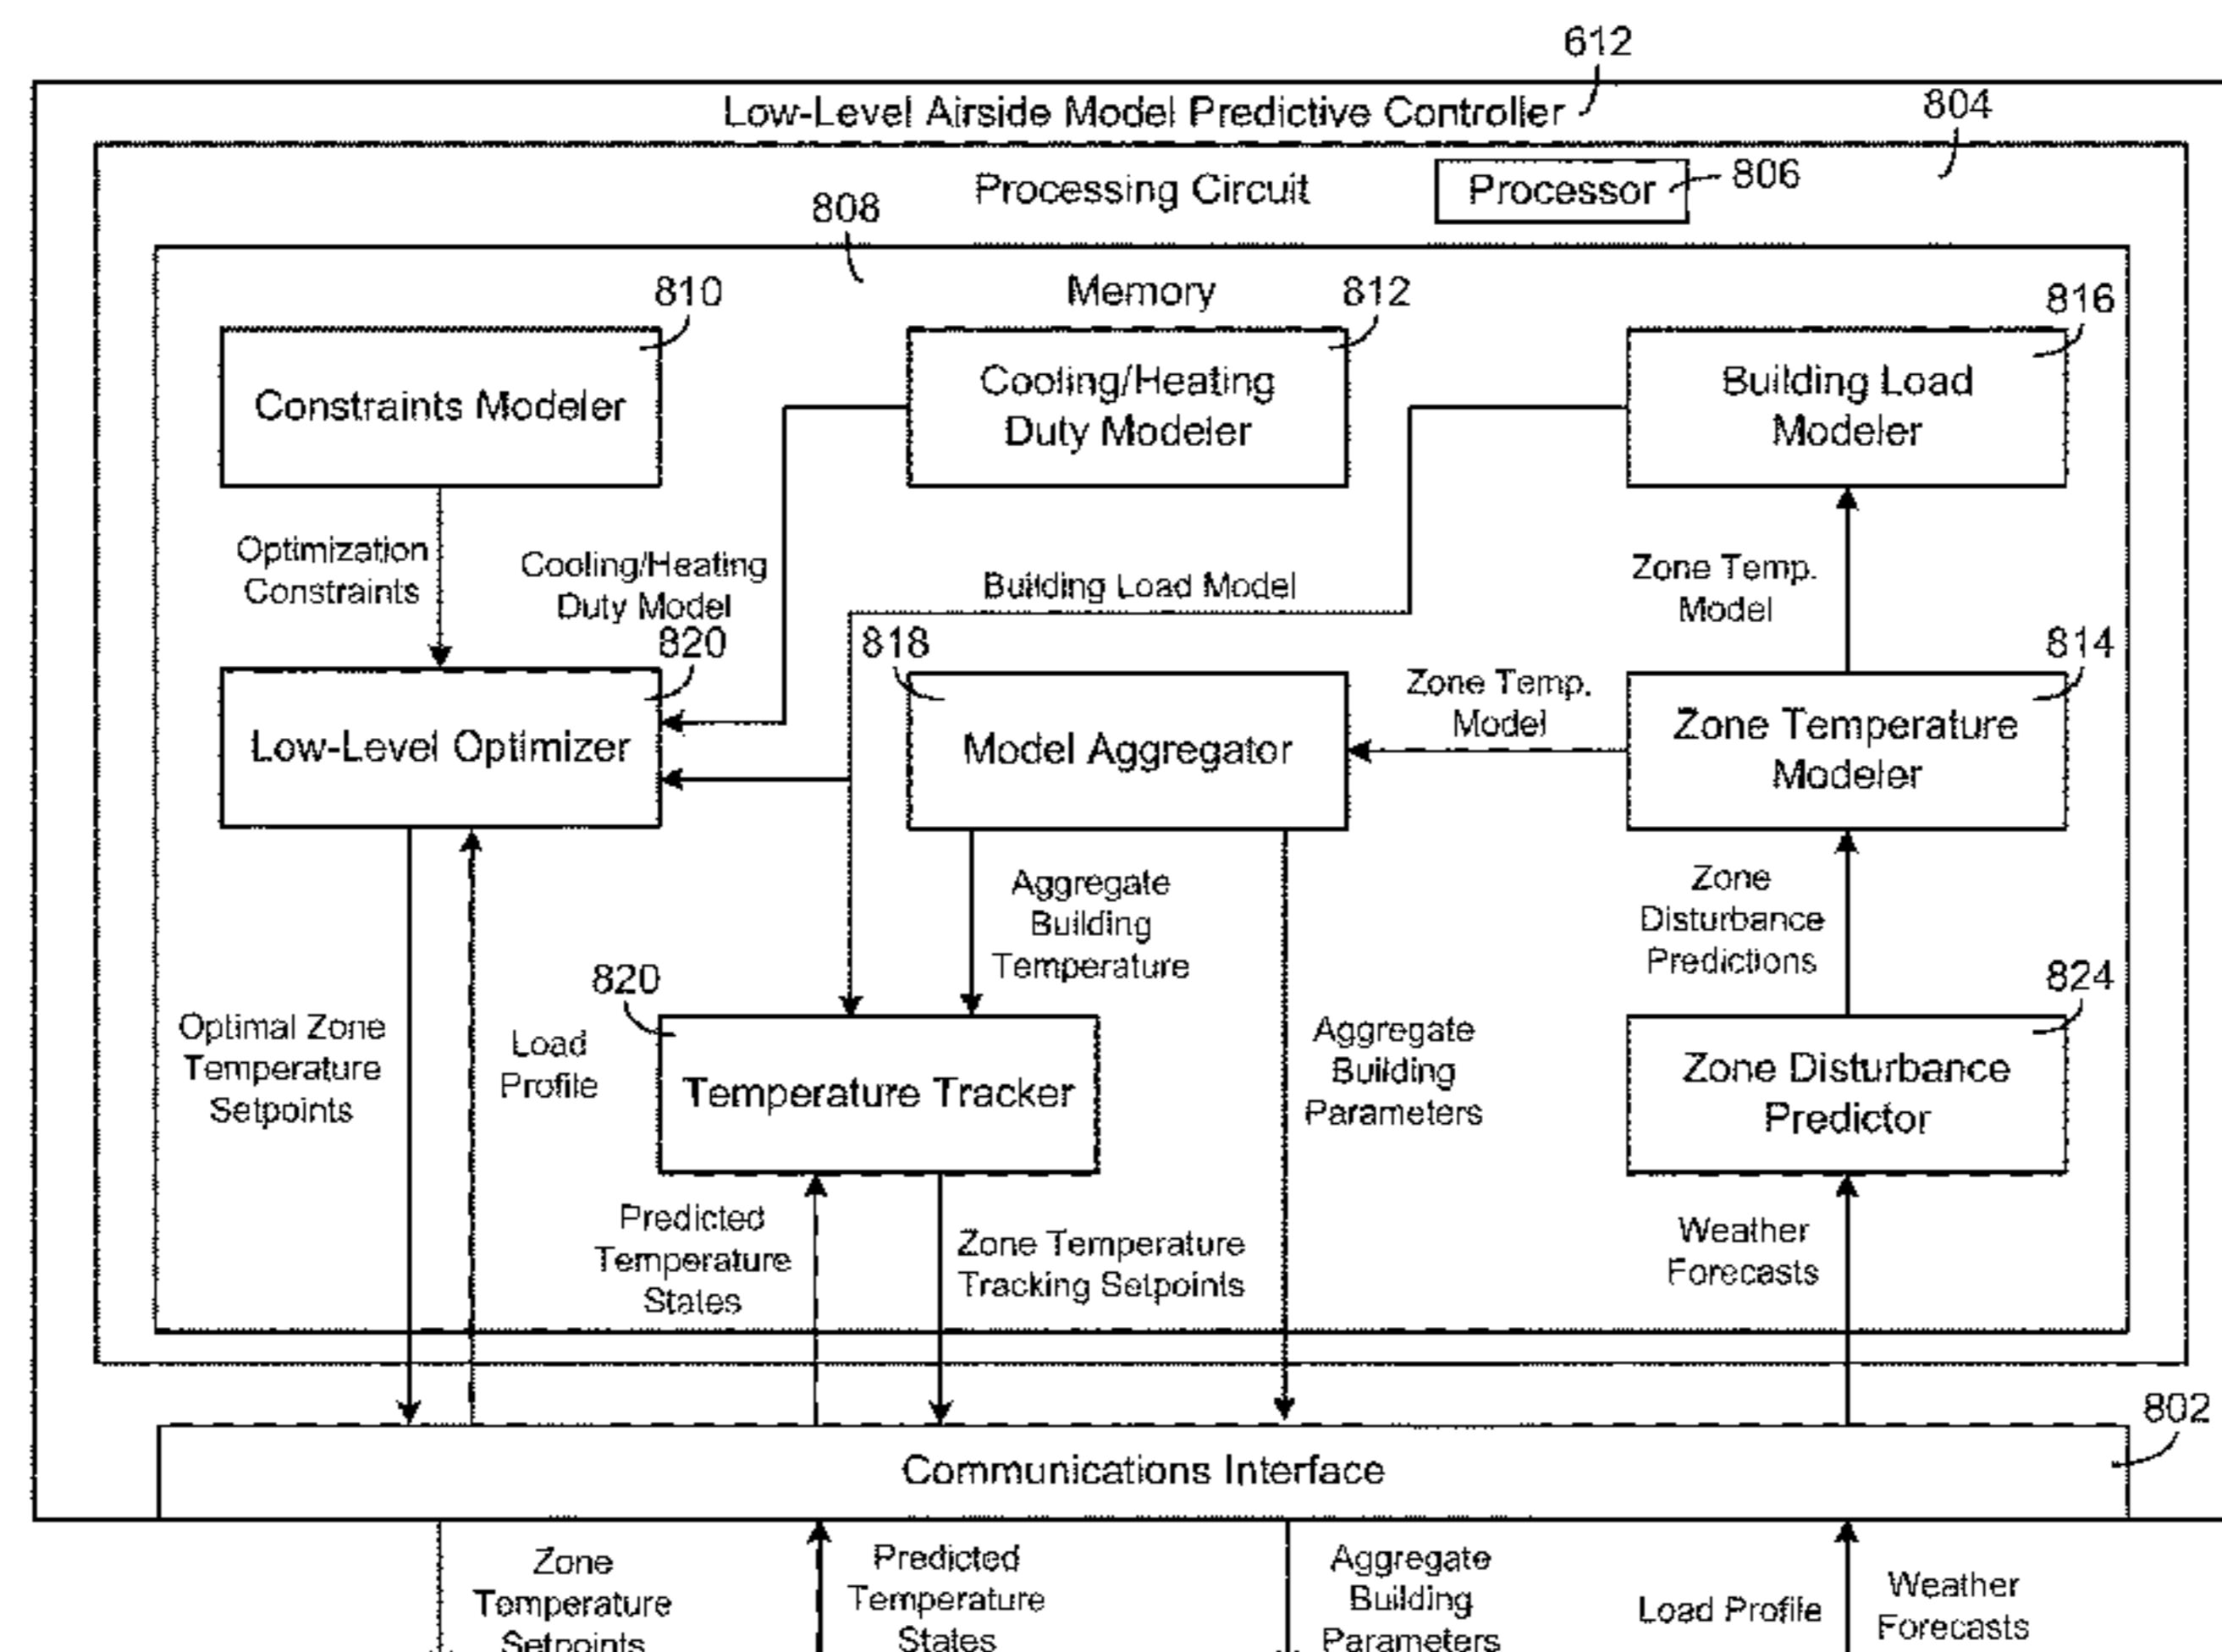 612
Low-Level Airside Model Predictive Controller
804
Processing Circuit
Processor
806
808
Memory
810
812
816
Constraints Modeler
Cooling/Heating
Duty Modeler
Building Load
Modeler
Optimization
Constraints
Cooling/Heating
Duty Model
Building Load Model
Zone Temp.
Model
820
818
814
Low-Level Optimizer
Model Aggregator
Zone Temp.
Model
Zone Temperature
Modeler
Aggregate
Building
Temperature
Zone
Disturbance
Predictions
820
824
Optimal Zone
Temperature
Setpoints
Load
Profile
Temperature Tracker
Aggregate
Building
Parameters
Zone Disturbance
Predictor
Predicted
Temperature
States
Zone Temperature
Tracking Setpoints
Weather
Forecasts
802
Communications Interface
Zone
Temperature
Setpoints
Predicted
Temperature
States
Aggregate
Building
Parameters
Load Profile
Weather
Forecasts